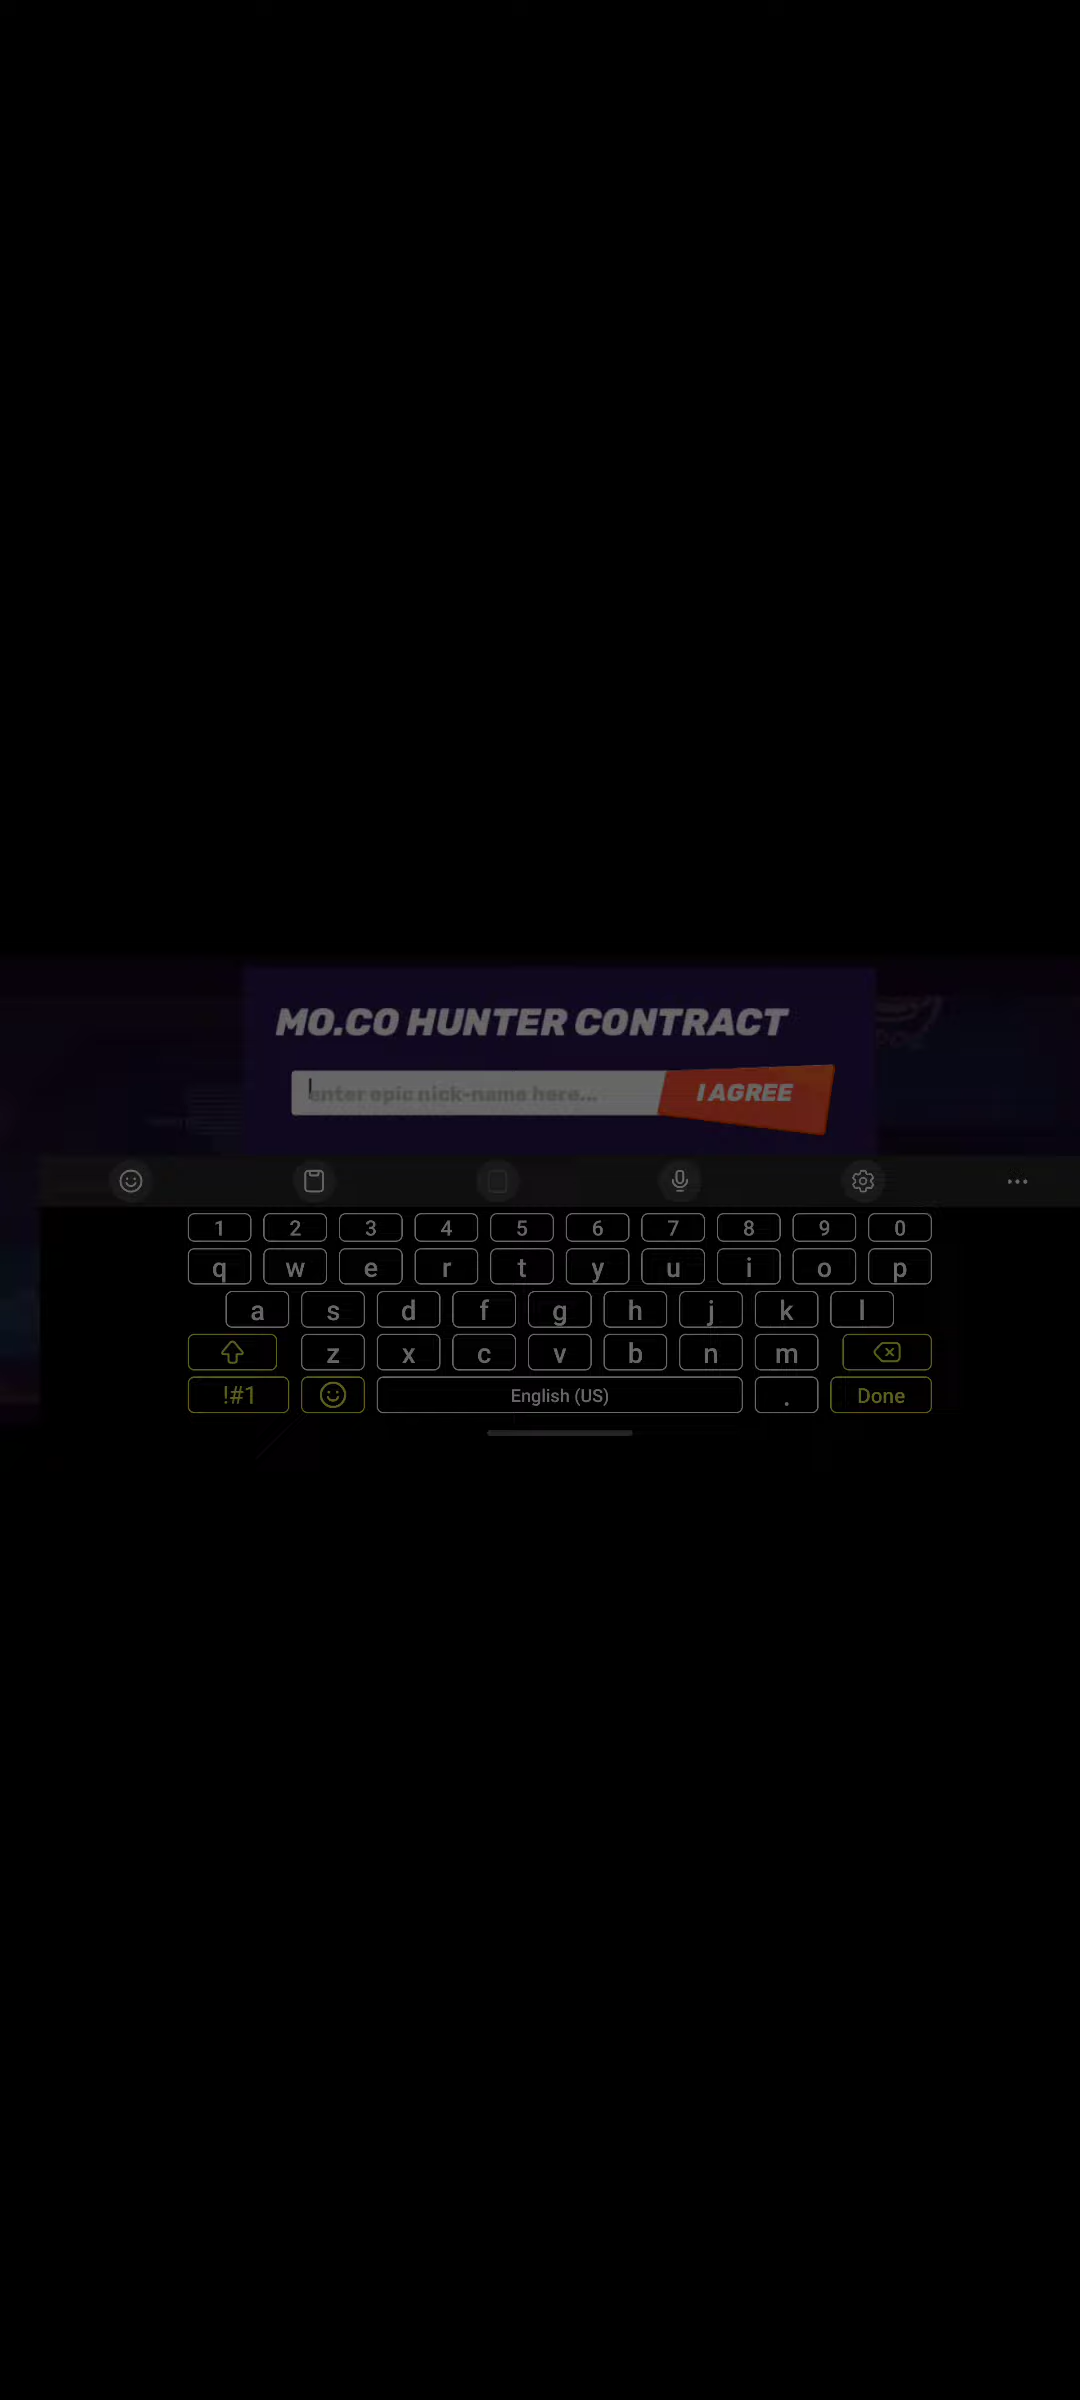 MO.CO HUNTER CONTRACT
enter epic nick-name here...
I AGREE
1 2 3 4 5 6 7 8 9 0
q w e r t y u i o p
a s d f g h j k l
z x c v b n m
!#1 English (US) . Done